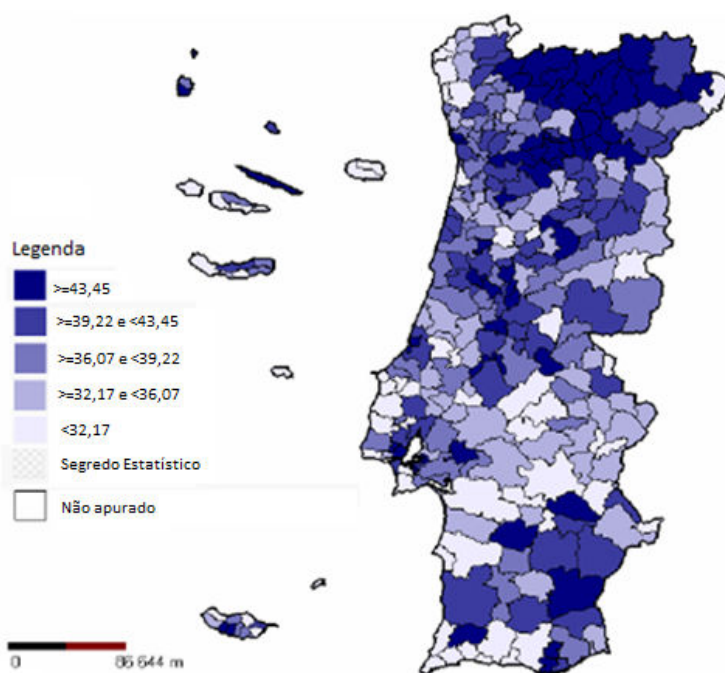 Legenda
>=43,45
>=39,22 e <43,45
>=36,07 e <39,22
>=32,17 e <36,07
<32,17
Segredo Estatístico
Não apurado
0 86 644 m